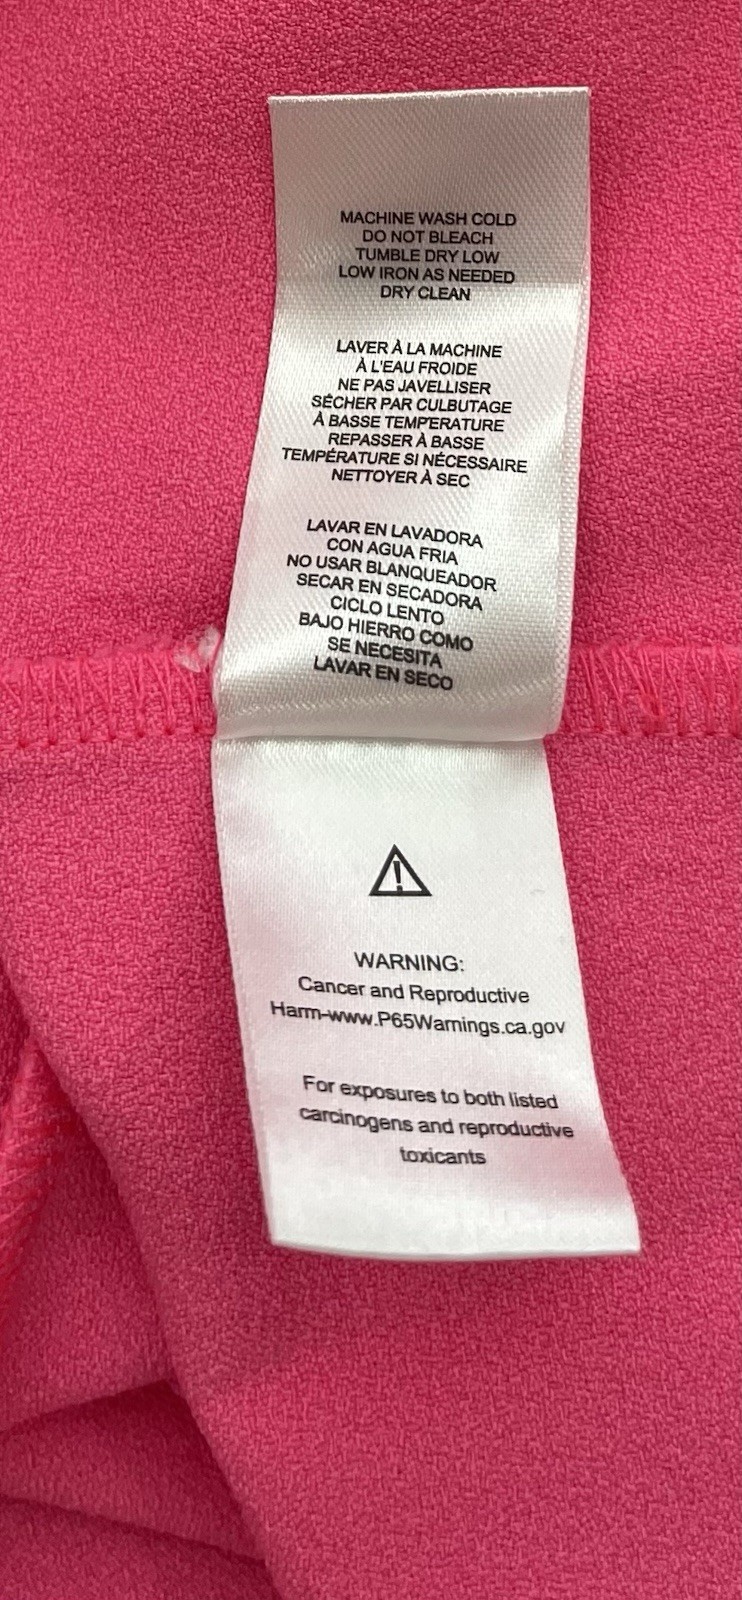 MACHINE WASH COLD
DO NOT BLEACH
TUMBLE DRY LOW
LOW IRON AS NEEDED
DRY CLEAN
LAVER À LA MACHINE
À L'EAU FROIDE
NE PAS JAVELLISER
SÉCHER PAR CULBUTAGE
À BASSE TEMPERATURE
REPASSER À BASSE
TEMPÉRATURE SI NÉCESSAIRE
NETTOYER À SEC
LAVAR EN LAVADORA
CON AGUA FRIA
NO USAR BLANQUEADOR
SECAR EN SECADORA
CICLO LENTO
BAJO HIERRO COMO
SE NECESITA
LAVAR EN SECO
WARNING:
Cancer and Reproductive
Harm-www.P65Warnings.ca.gov
For exposures to both listed
carcinogens and reproductive
toxicants